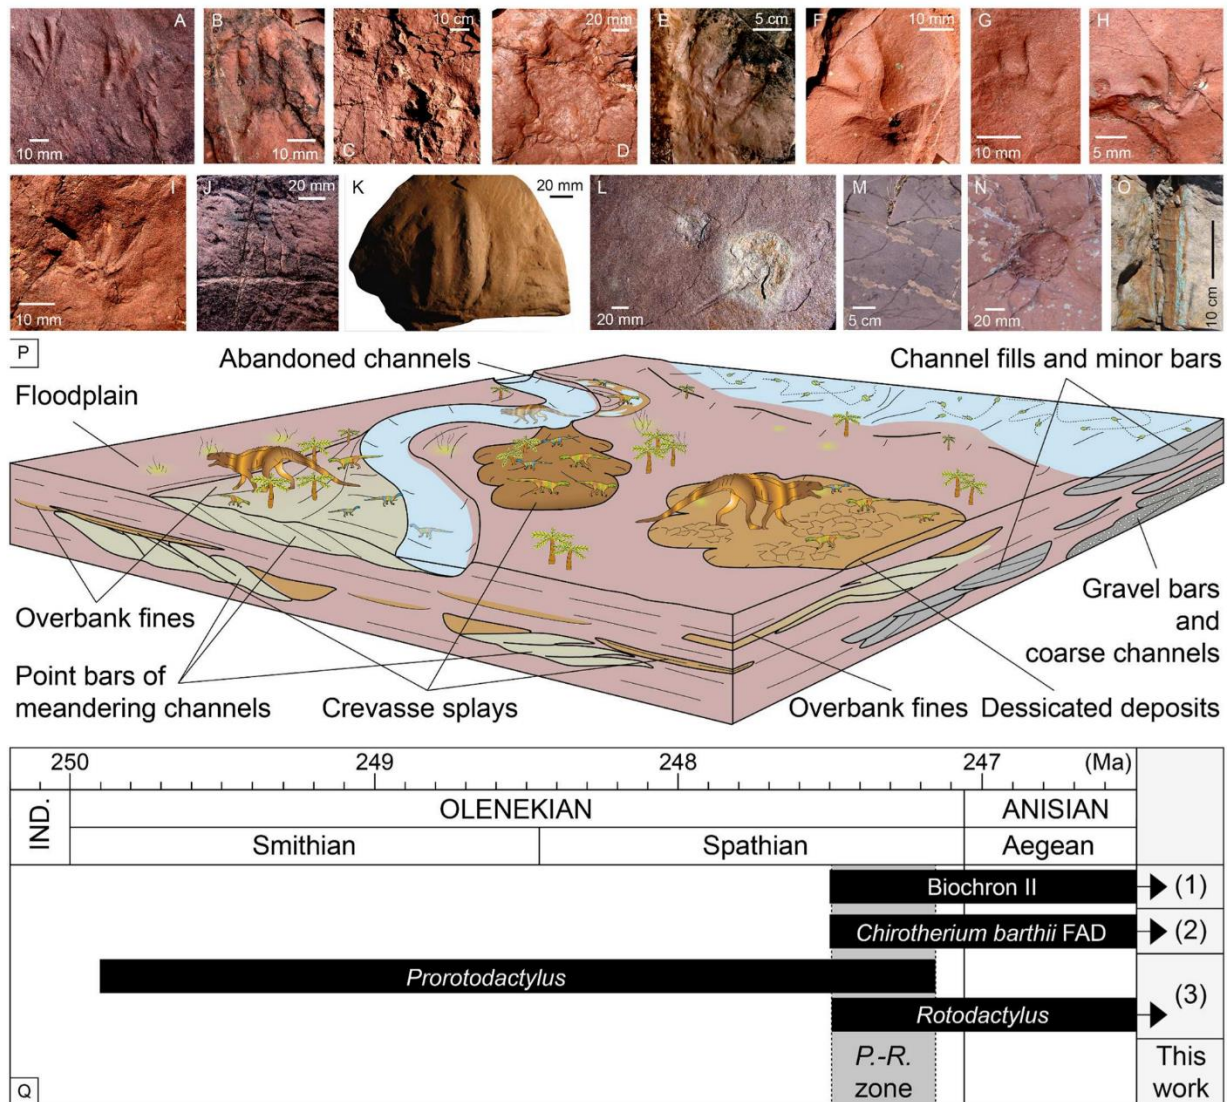 A
10 mm
B
10 mm
10 cm
C
20 mm
D
E
5 cm
F
10 mm
G
10 mm
H
5 mm
I
10 mm
J
20 mm
K
20 mm
L
20 mm
M
5 cm
N
20 mm
O
10 cm
P
Abandoned channels
Channel fills and minor bars
Floodplain
Overbank fines
Gravel bars
and
coarse channels
Point bars of
meandering channels
Crevasse splays
Overbank fines
Dessicated deposits
250
249
248
247
(Ma)
IND.
OLENEKIAN
ANISIAN
Smithian
Spathian
Aegean
Biochron II
(1)
Chirotherium barthii FAD
(2)
Prorotodactylus
(3)
Rotodactylus
P.-R.
zone
This
work
Q